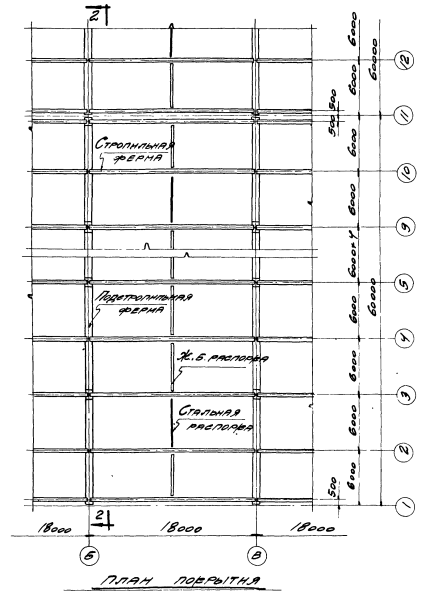 2
12
6000
6000
60000
500 500
11
Стропильная
ферма
6000
10
6000
9
6000×4
5
Подстропильная
ферма
6000
60000
4
Ж.Б. распорка
6000
3
Стальная
распорка
6000
2
6000
500
1
2
18000 18000 18000
Б В
План покрытия